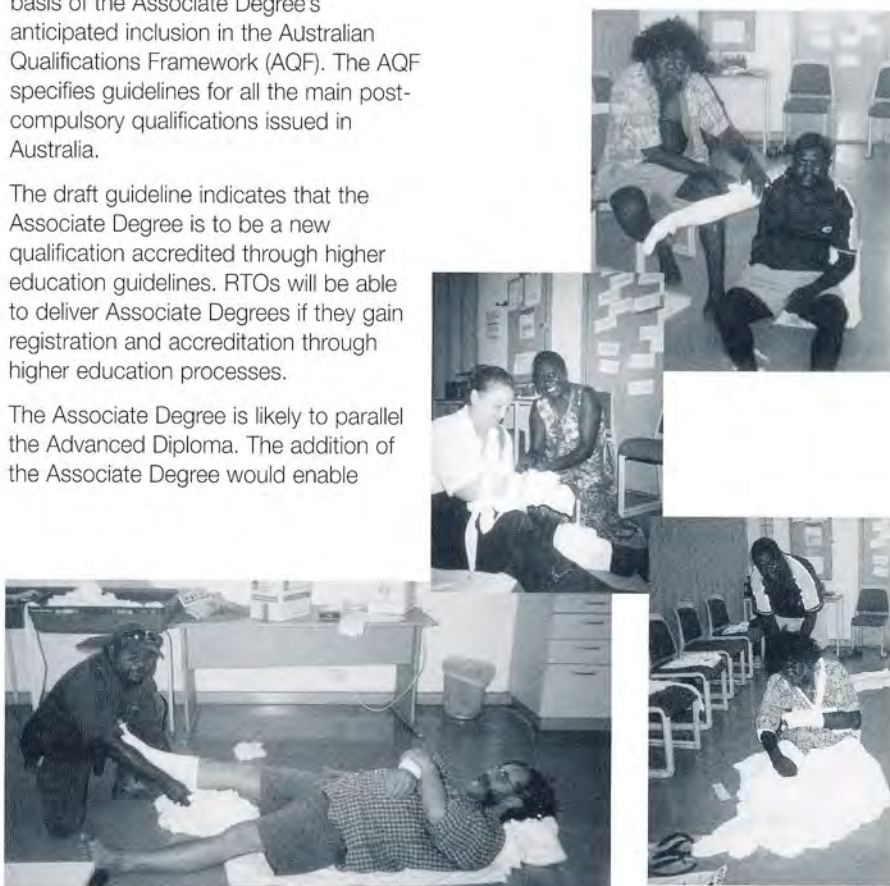 basis of the Associate Degree's
anticipated inclusion in the Australian
Qualifications Framework (AQF). The AQF
specifies guidelines for all the main post-
compulsory qualifications issued in
Australia.
The draft guideline indicates that the
Associate Degree is to be a new
qualification accredited through higher
education guidelines. RTOs will be able
to deliver Associate Degrees if they gain
registration and accreditation through
higher education processes.
The Associate Degree is likely to parallel
the Advanced Diploma. The addition of
the Associate Degree would enable